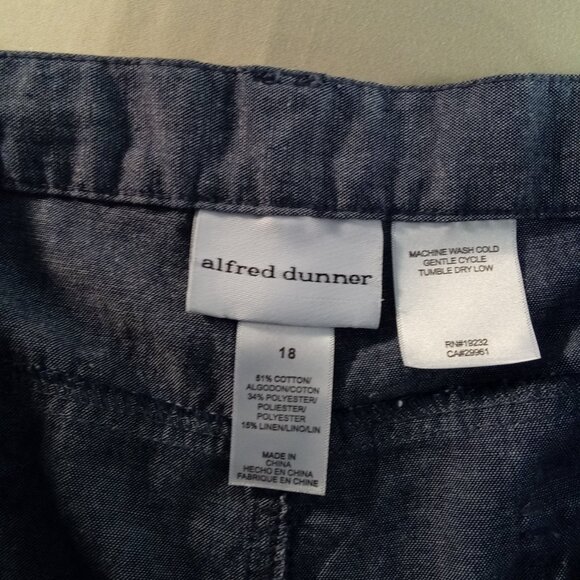 alfred dunner
18
51% COTTON/
ALGODON/COTON
34% POLYESTER/
POLIESTER/
POLYESTER
15% LINEN/LINO/LIN
MADE IN
CHINA
HECHO EN CHINA
FABRIQUE EN CHINE
MACHINE WASH COLD
GENTLE CYCLE
TUMBLE DRY LOW
RN#19232
CA#29961